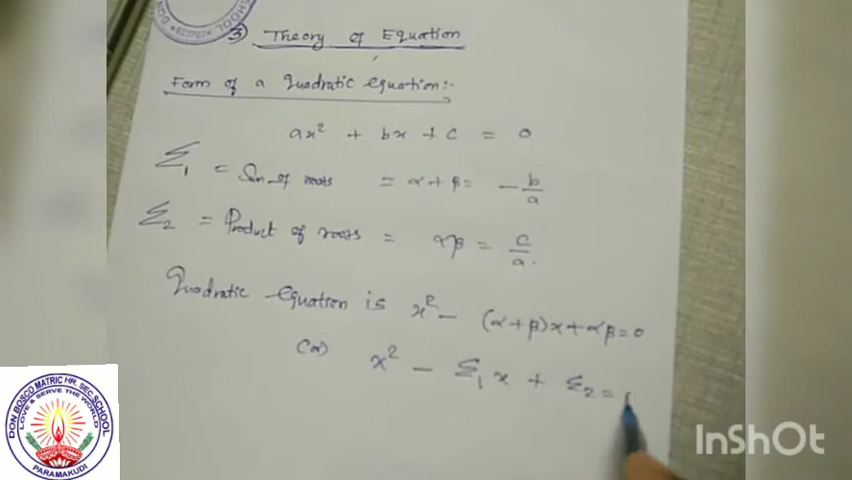 ③ Theory of Equation
Form of a quadratic equation:-
ax² + bx + c = 0
Σ₁ = Sum of roots = α+β = -b/a
Σ₂ = Product of roots = αβ = c/a.
Quadratic equation is x² - (α+β)x+αβ=0
(or) x² - Σ₁x + Σ₂ =
DON BOSCO MATRIC HR. SEC. SCHOOL
LEARN & SERVE THE WORLD
PARAMAKUDI
InShOt